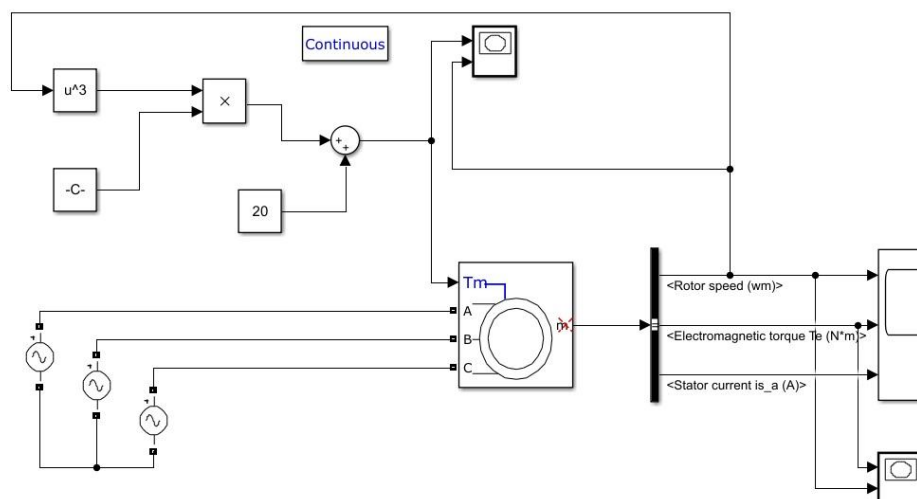 Continuous
u^3
×
-C-
20
+
+
Tm
A
B
C
m
<Rotor speed (wm)>
<Electromagnetic torque Te (N*m)>
<Stator current is_a (A)>